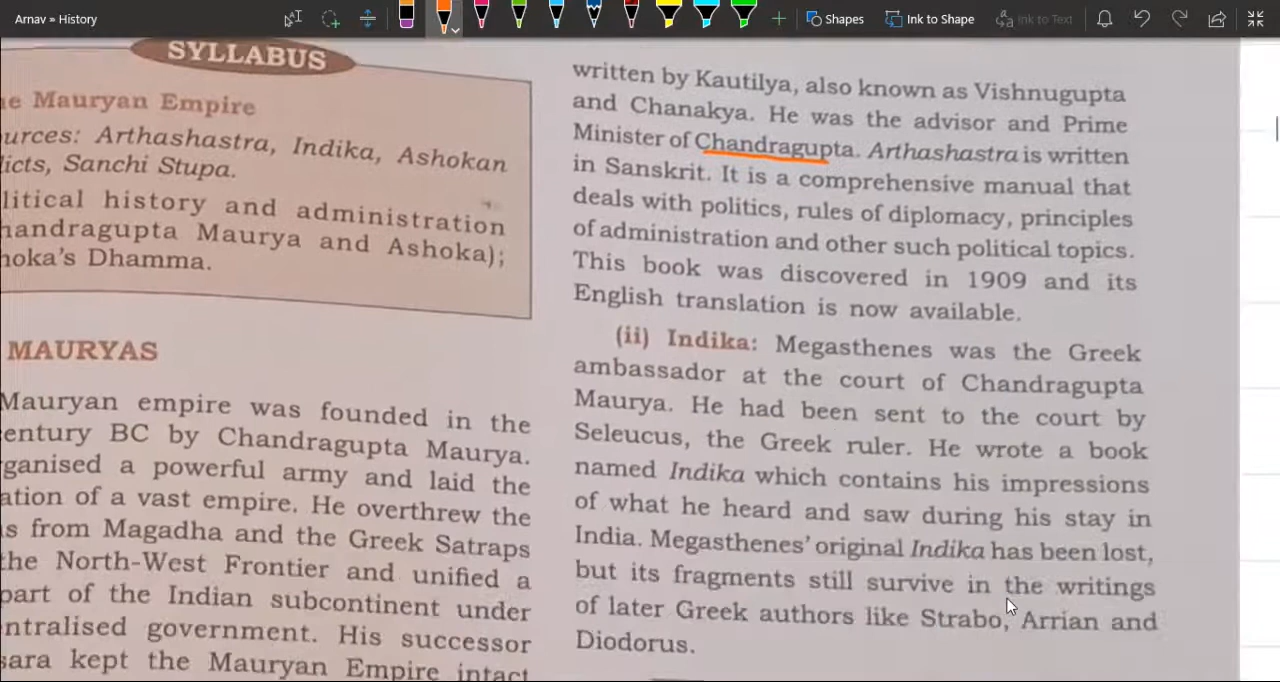 Arnav » History
Shapes
Ink to Shape
Ink to Text
SYLLABUS
Mauryan Empire
Arthashastra, Indika, Ashokan
Sanchi Stupa.
history and administration
Maurya and Ashoka);
Dhamma.
MAURYAS
Mauryan empire was founded in the
BC by Chandragupta Maurya.
a powerful army and laid the
of a vast empire. He overthrew the
from Magadha and the Greek Satraps
the North-West Frontier and unified a
part of the Indian subcontinent under
government. His successor
kept the Mauryan Empire intact
written by Kautilya, also known as Vishnugupta
and Chanakya. He was the advisor and Prime
Minister of Chandragupta. Arthashastra is written
in Sanskrit. It is a comprehensive manual that
deals with politics, rules of diplomacy, principles
of administration and other such political topics.
This book was discovered in 1909 and its
English translation is now available.
(ii) Indika: Megasthenes was the Greek
ambassador at the court of Chandragupta
Maurya. He had been sent to the court by
Seleucus, the Greek ruler. He wrote a book
named Indika which contains his impressions
of what he heard and saw during his stay in
India. Megasthenes' original Indika has been lost,
but its fragments still survive in the writings
of later Greek authors like Strabo, Arrian and
Diodorus.